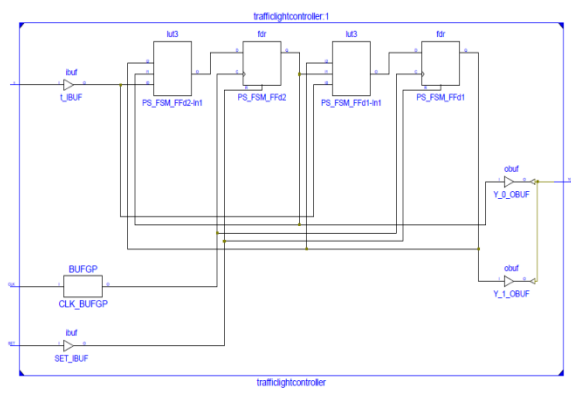 trafficlightcontroller:1
lut3
fdr
lut3
fdr
ibuf
t_IBUF
PS_FSM_FFd2-In1
PS_FSM_FFd2
PS_FSM_FFd1-In1
PS_FSM_FFd1
obuf
Y_0_OBUF
BUFGP
CLK_BUFGP
obuf
Y_1_OBUF
ibuf
SET_IBUF
trafficlightcontroller